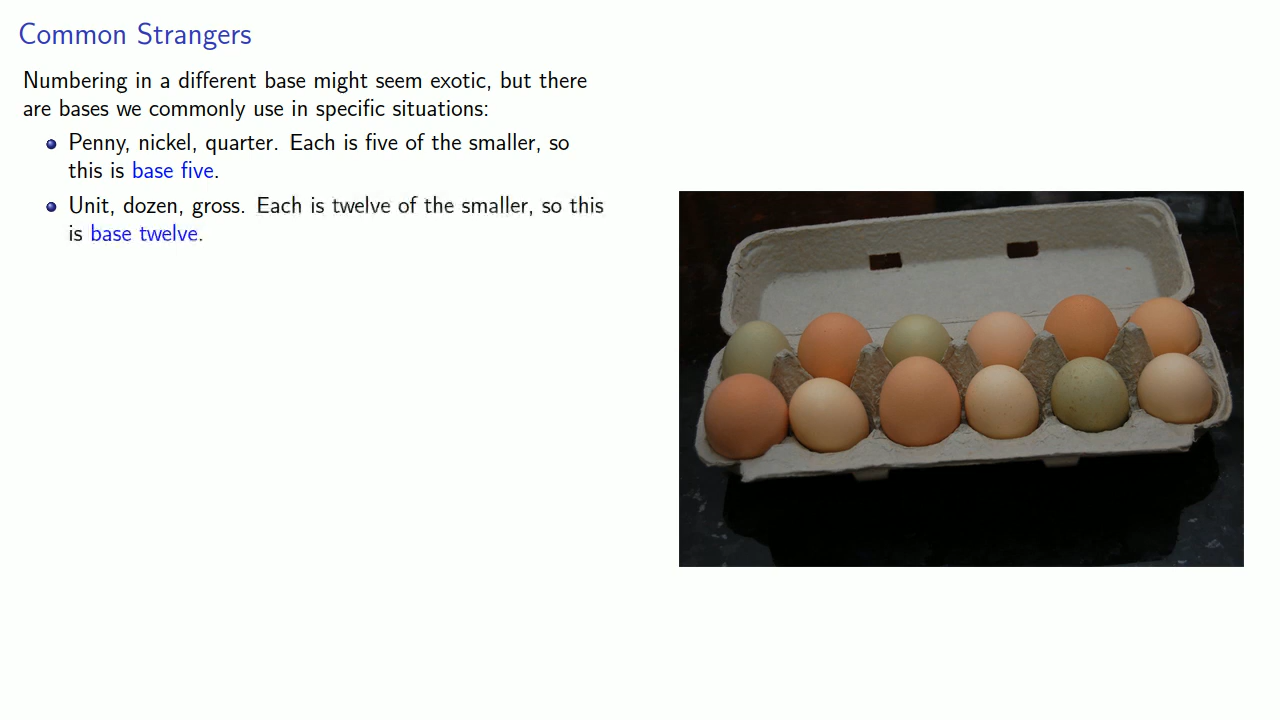 Common Strangers
Numbering in a different base might seem exotic, but there
are bases we commonly use in specific situations:
Penny, nickel, quarter. Each is five of the smaller, so
this is base five.
Unit, dozen, gross. Each is twelve of the smaller, so this
is base twelve.